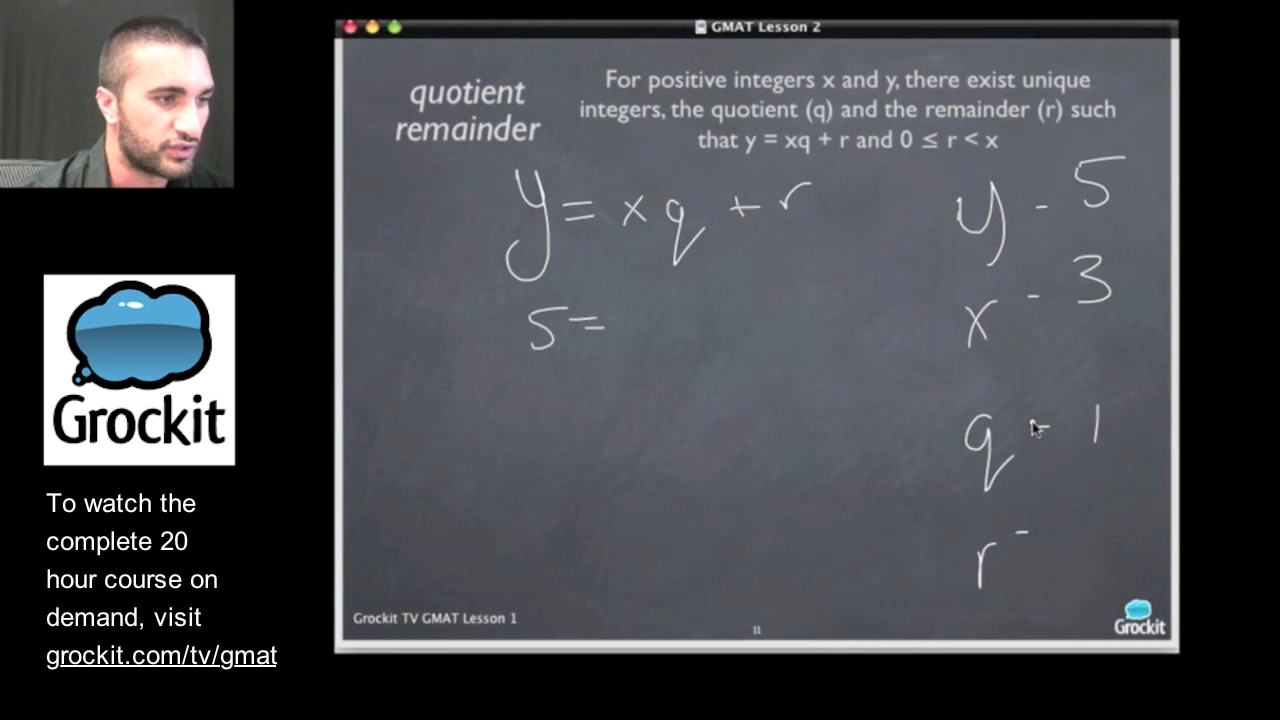 GMAT Lesson 2
quotient
remainder
For positive integers x and y, there exist unique
integers, the quotient (q) and the remainder (r) such
that y = xq + r and 0 ≤ r < x
y = x q + r
5 =
y - 5
x - 3
q - 1
r -
Grockit TV GMAT Lesson 1
11
Grockit
Grockit
To watch the
complete 20
hour course on
demand, visit
grockit.com/tv/gmat